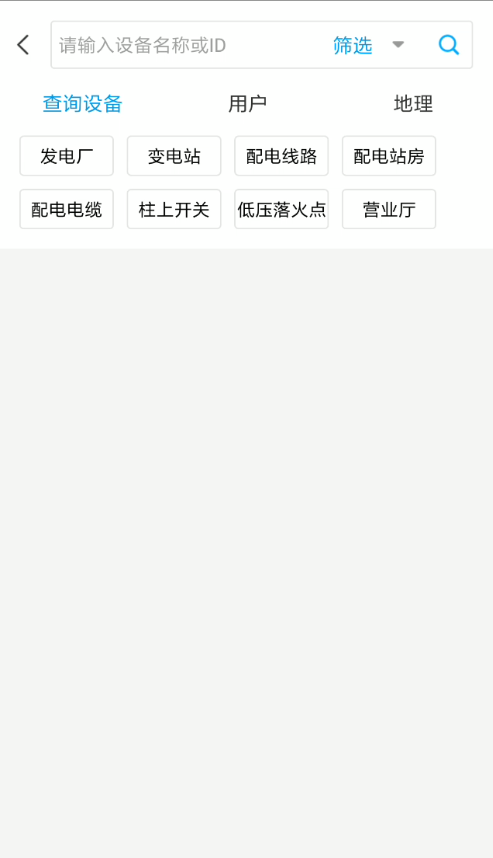 请输入设备名称或ID 筛选
查询设备 用户 地理
发电厂 变电站 配电线路 配电站房
配电电缆 柱上开关 低压落火点 营业厅